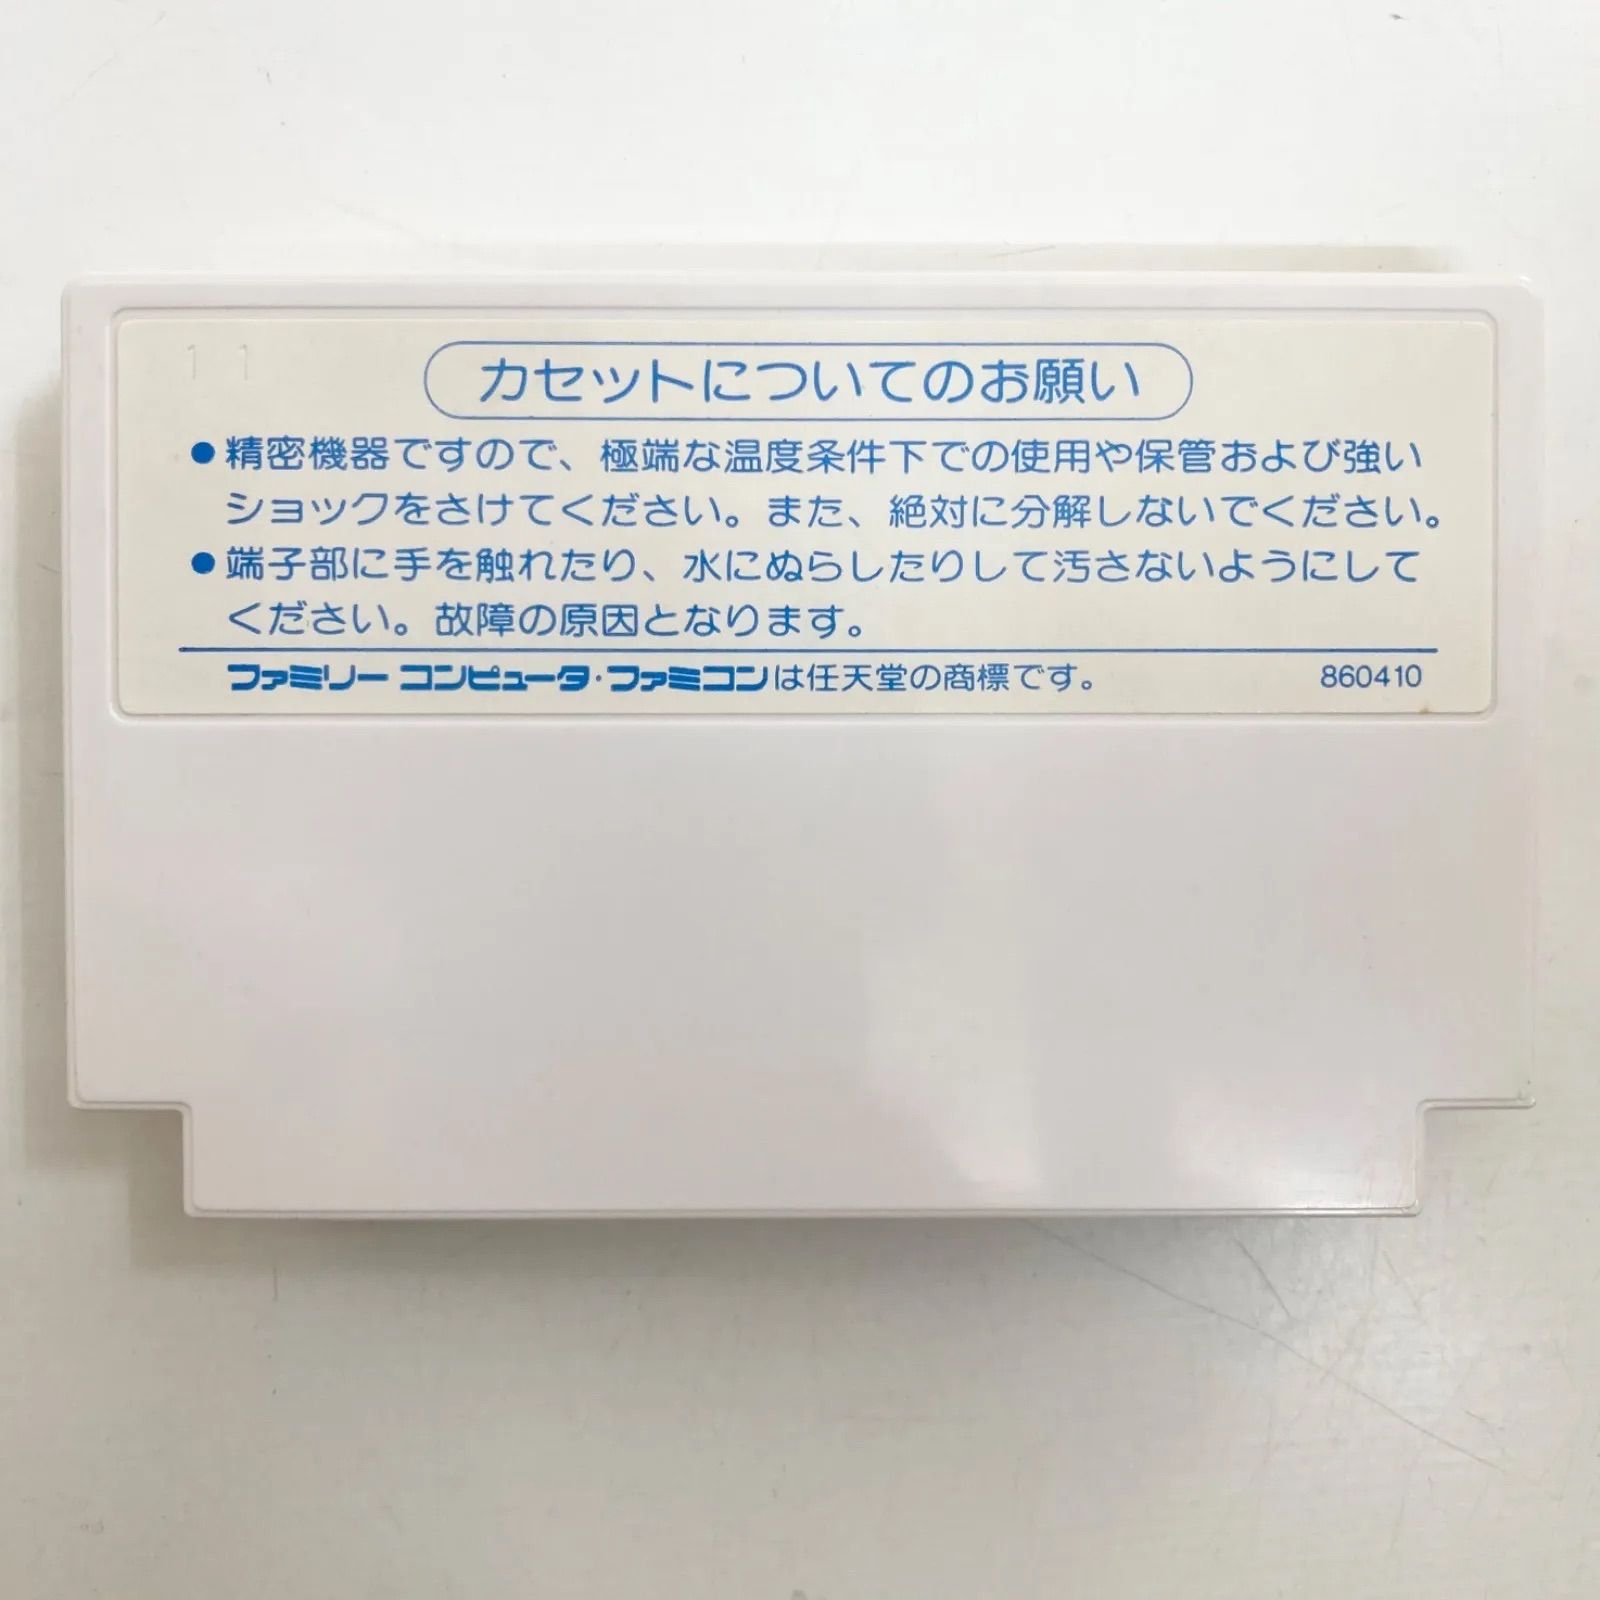 11
カセットについてのお願い
●精密機器ですので、極端な温度条件下での使用や保管および強い
ショックをさけてください。また、絶対に分解しないでください。
●端子部に手を触れたり、水にぬらしたりして汚さないようにして
ください。故障の原因となります。
ファミリー コンピュータ・ファミコンは任天堂の商標です。 860410